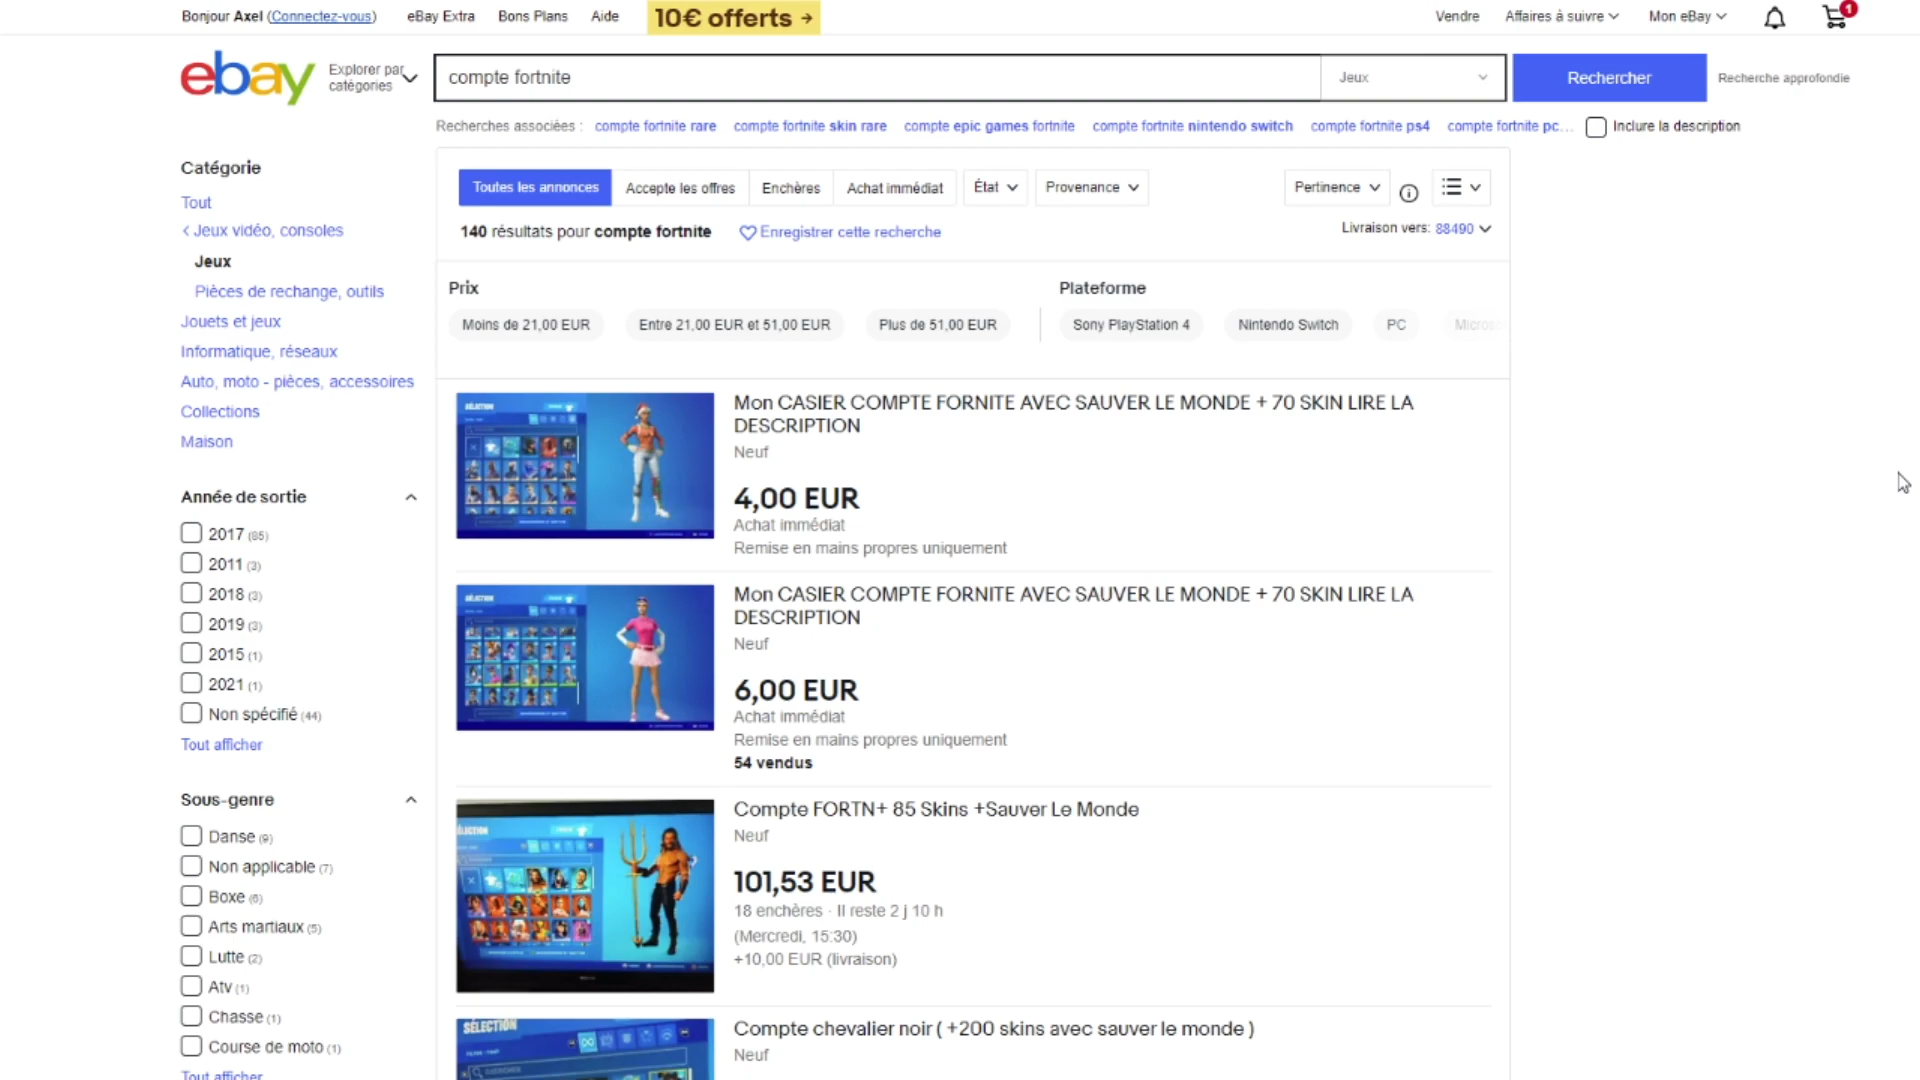 Bonjour Axel (Connectez-vous)
eBay Extra
Bons Plans
Aide
10€ offerts →
Vendre
Affaires à suivre
Mon eBay
1
ebay
Explorer par
catégories
compte fortnite
Jeux
Rechercher
Recherche approfondie
Recherches associées :
compte fortnite rare
compte fortnite skin rare
compte epic games fortnite
compte fortnite nintendo switch
compte fortnite ps4
compte fortnite pc...
Inclure la description
Catégorie
Tout
< Jeux vidéo, consoles
Jeux
Pièces de rechange, outils
Jouets et jeux
Informatique, réseaux
Auto, moto - pièces, accessoires
Collections
Maison
Année de sortie
2017 (85)
2011 (3)
2018 (3)
2019 (3)
2015 (1)
2021 (1)
Non spécifié (44)
Tout afficher
Sous-genre
Danse (9)
Non applicable (7)
Boxe (6)
Arts martiaux (5)
Lutte (2)
Atv (1)
Chasse (1)
Course de moto (1)
Tout afficher
Toutes les annonces
Accepte les offres
Enchères
Achat immédiat
État
Provenance
Pertinence
140 résultats pour compte fortnite
Enregistrer cette recherche
Livraison vers: 88490
Prix
Moins de 21,00 EUR
Entre 21,00 EUR et 51,00 EUR
Plus de 51,00 EUR
Plateforme
Sony PlayStation 4
Nintendo Switch
PC
Micros
SÉLECTION
Mon CASIER COMPTE FORNITE AVEC SAUVER LE MONDE + 70 SKIN LIRE LA
DESCRIPTION
Neuf
4,00 EUR
Achat immédiat
Remise en mains propres uniquement
SÉLECTION
Mon CASIER COMPTE FORNITE AVEC SAUVER LE MONDE + 70 SKIN LIRE LA
DESCRIPTION
Neuf
6,00 EUR
Achat immédiat
Remise en mains propres uniquement
54 vendus
Compte FORTN+ 85 Skins +Sauver Le Monde
Neuf
101,53 EUR
18 enchères · Il reste 2 j 10 h
(Mercredi, 15:30)
+10,00 EUR (livraison)
SÉLECTION
Compte chevalier noir ( +200 skins avec sauver le monde )
Neuf